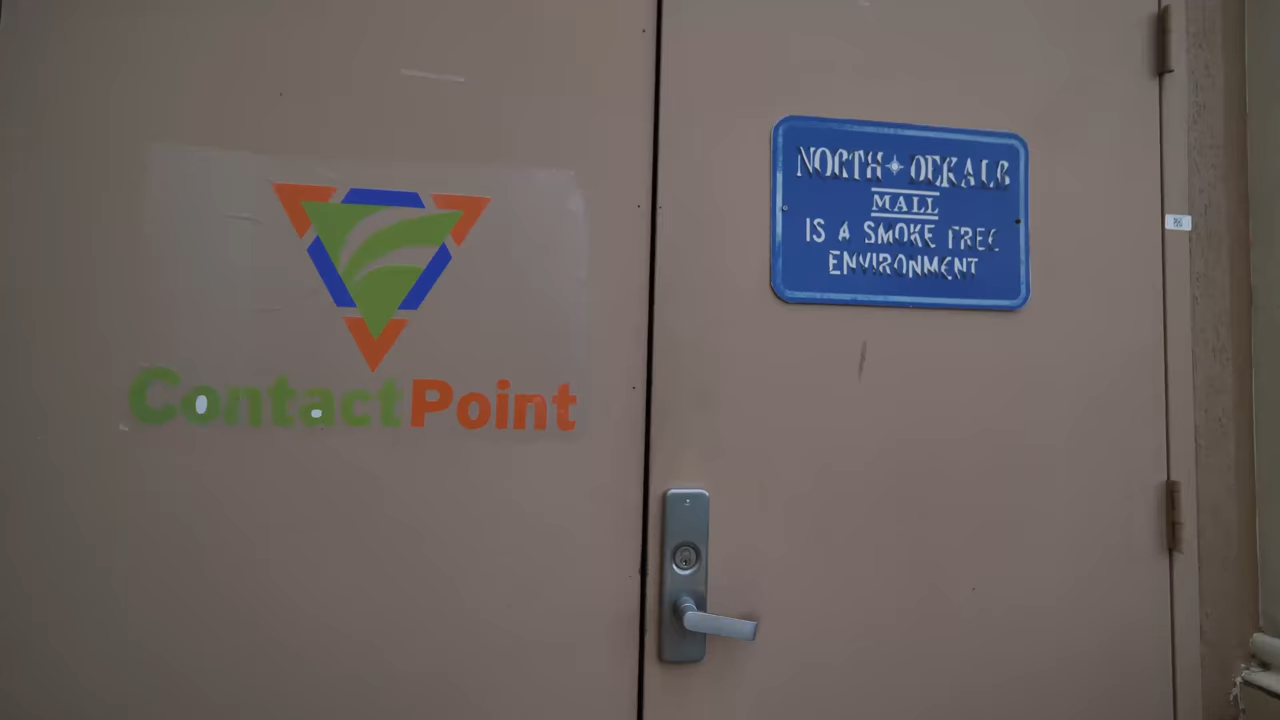 ContactPoint
NORTH DEKALB
MALL
IS A SMOKE FREE
ENVIRONMENT